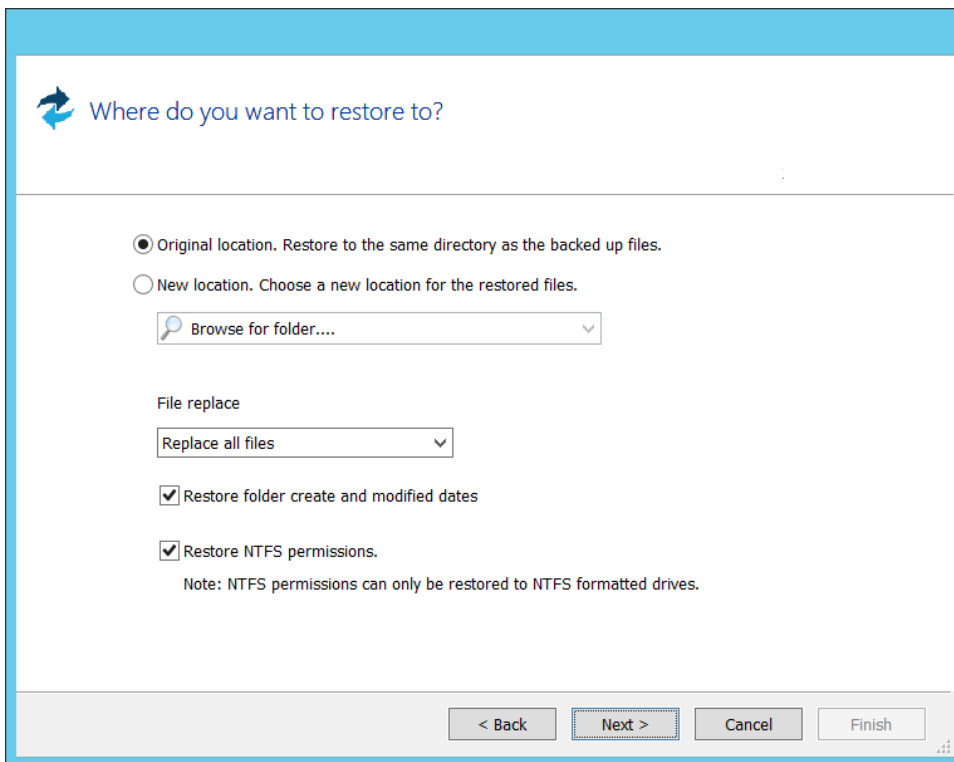 Where do you want to restore to?
Original location. Restore to the same directory as the backed up files.
New location. Choose a new location for the restored files.
Browse for folder....
File replace
Replace all files
Restore folder create and modified dates
Restore NTFS permissions.
Note: NTFS permissions can only be restored to NTFS formatted drives.
< Back Next > Cancel Finish